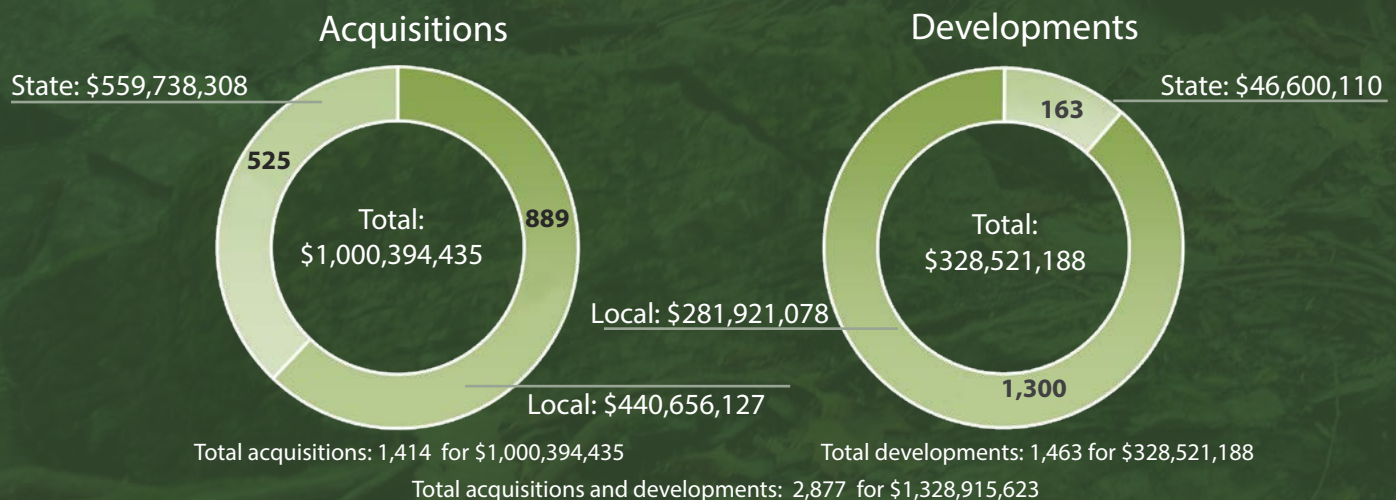 Acquisitions
State: $559,738,308
525
889
Total:
$1,000,394,435
Local: $440,656,127
Total acquisitions: 1,414 for $1,000,394,435
Developments
State: $46,600,110
163
Total:
$328,521,188
Local: $281,921,078
1,300
Total developments: 1,463 for $328,521,188
Total acquisitions and developments: 2,877 for $1,328,915,623